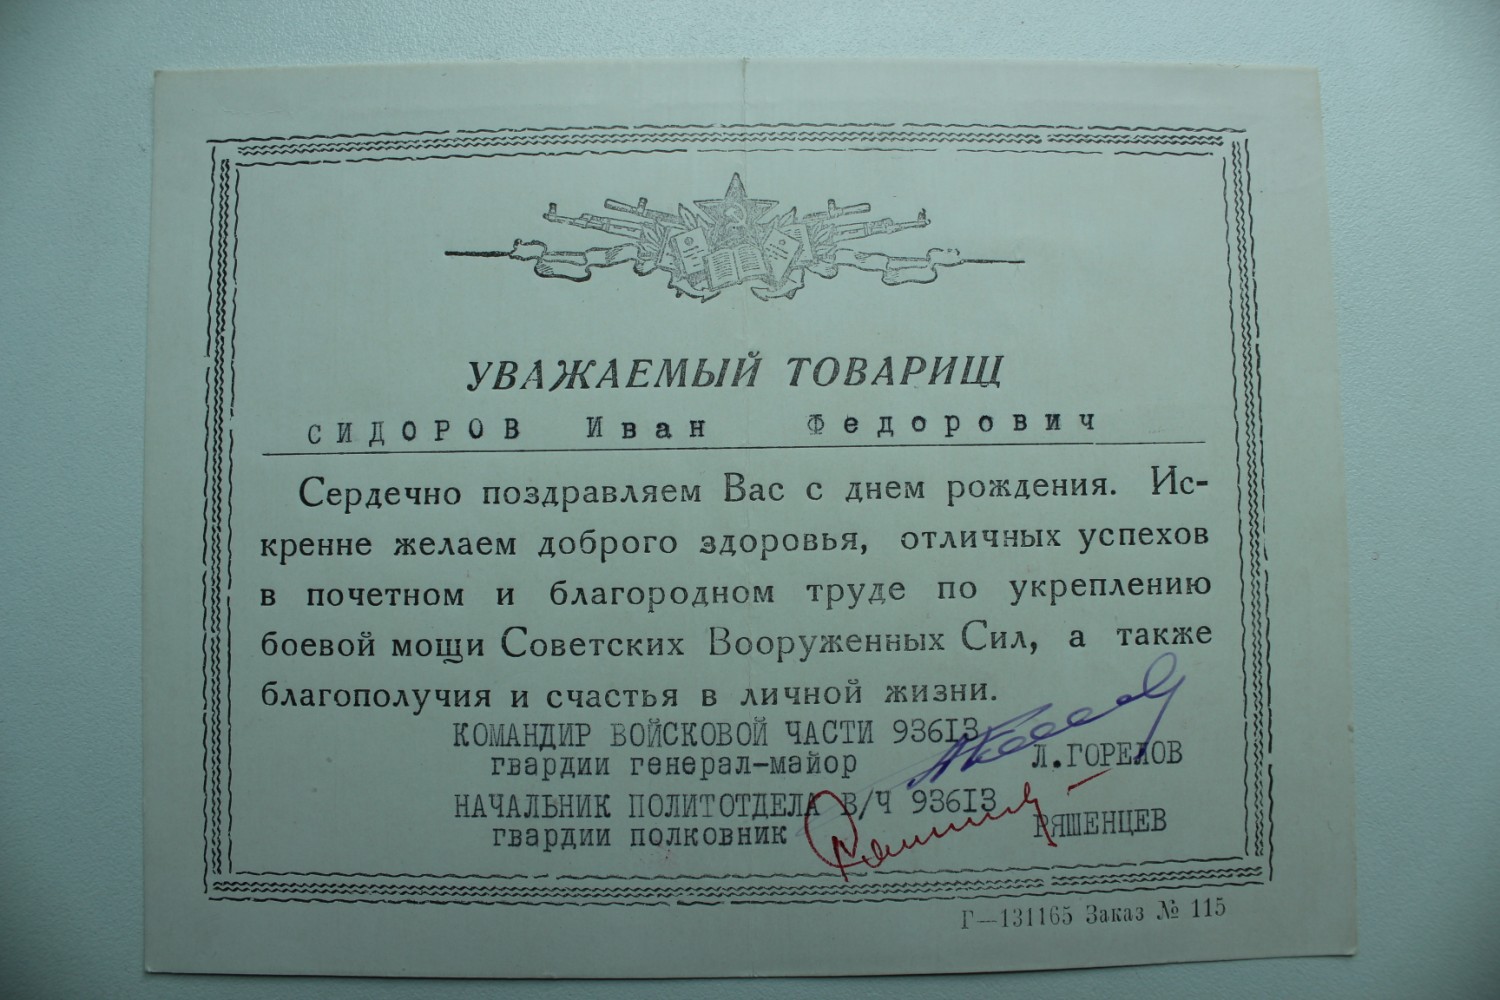 УВАЖАЕМЫЙ ТОВАРИЩ
СИДОРОВ Иван Федорович
Сердечно поздравляем Вас с днем рождения. Ис-
кренне желаем доброго здоровья, отличных успехов
в почетном и благородном труде по укреплению
боевой мощи Советских Вооруженных Сил, а также
благополучия и счастья в личной жизни.
КОМАНДИР ВОЙСКОВОЙ ЧАСТИ 93613
гвардии генерал-майор Л.ГОРЕЛОВ
НАЧАЛЬНИК ПОЛИТОТДЕЛА В/Ч 93613
гвардии полковник РЯШЕНЦЕВ
Г—131165 Заказ № 115